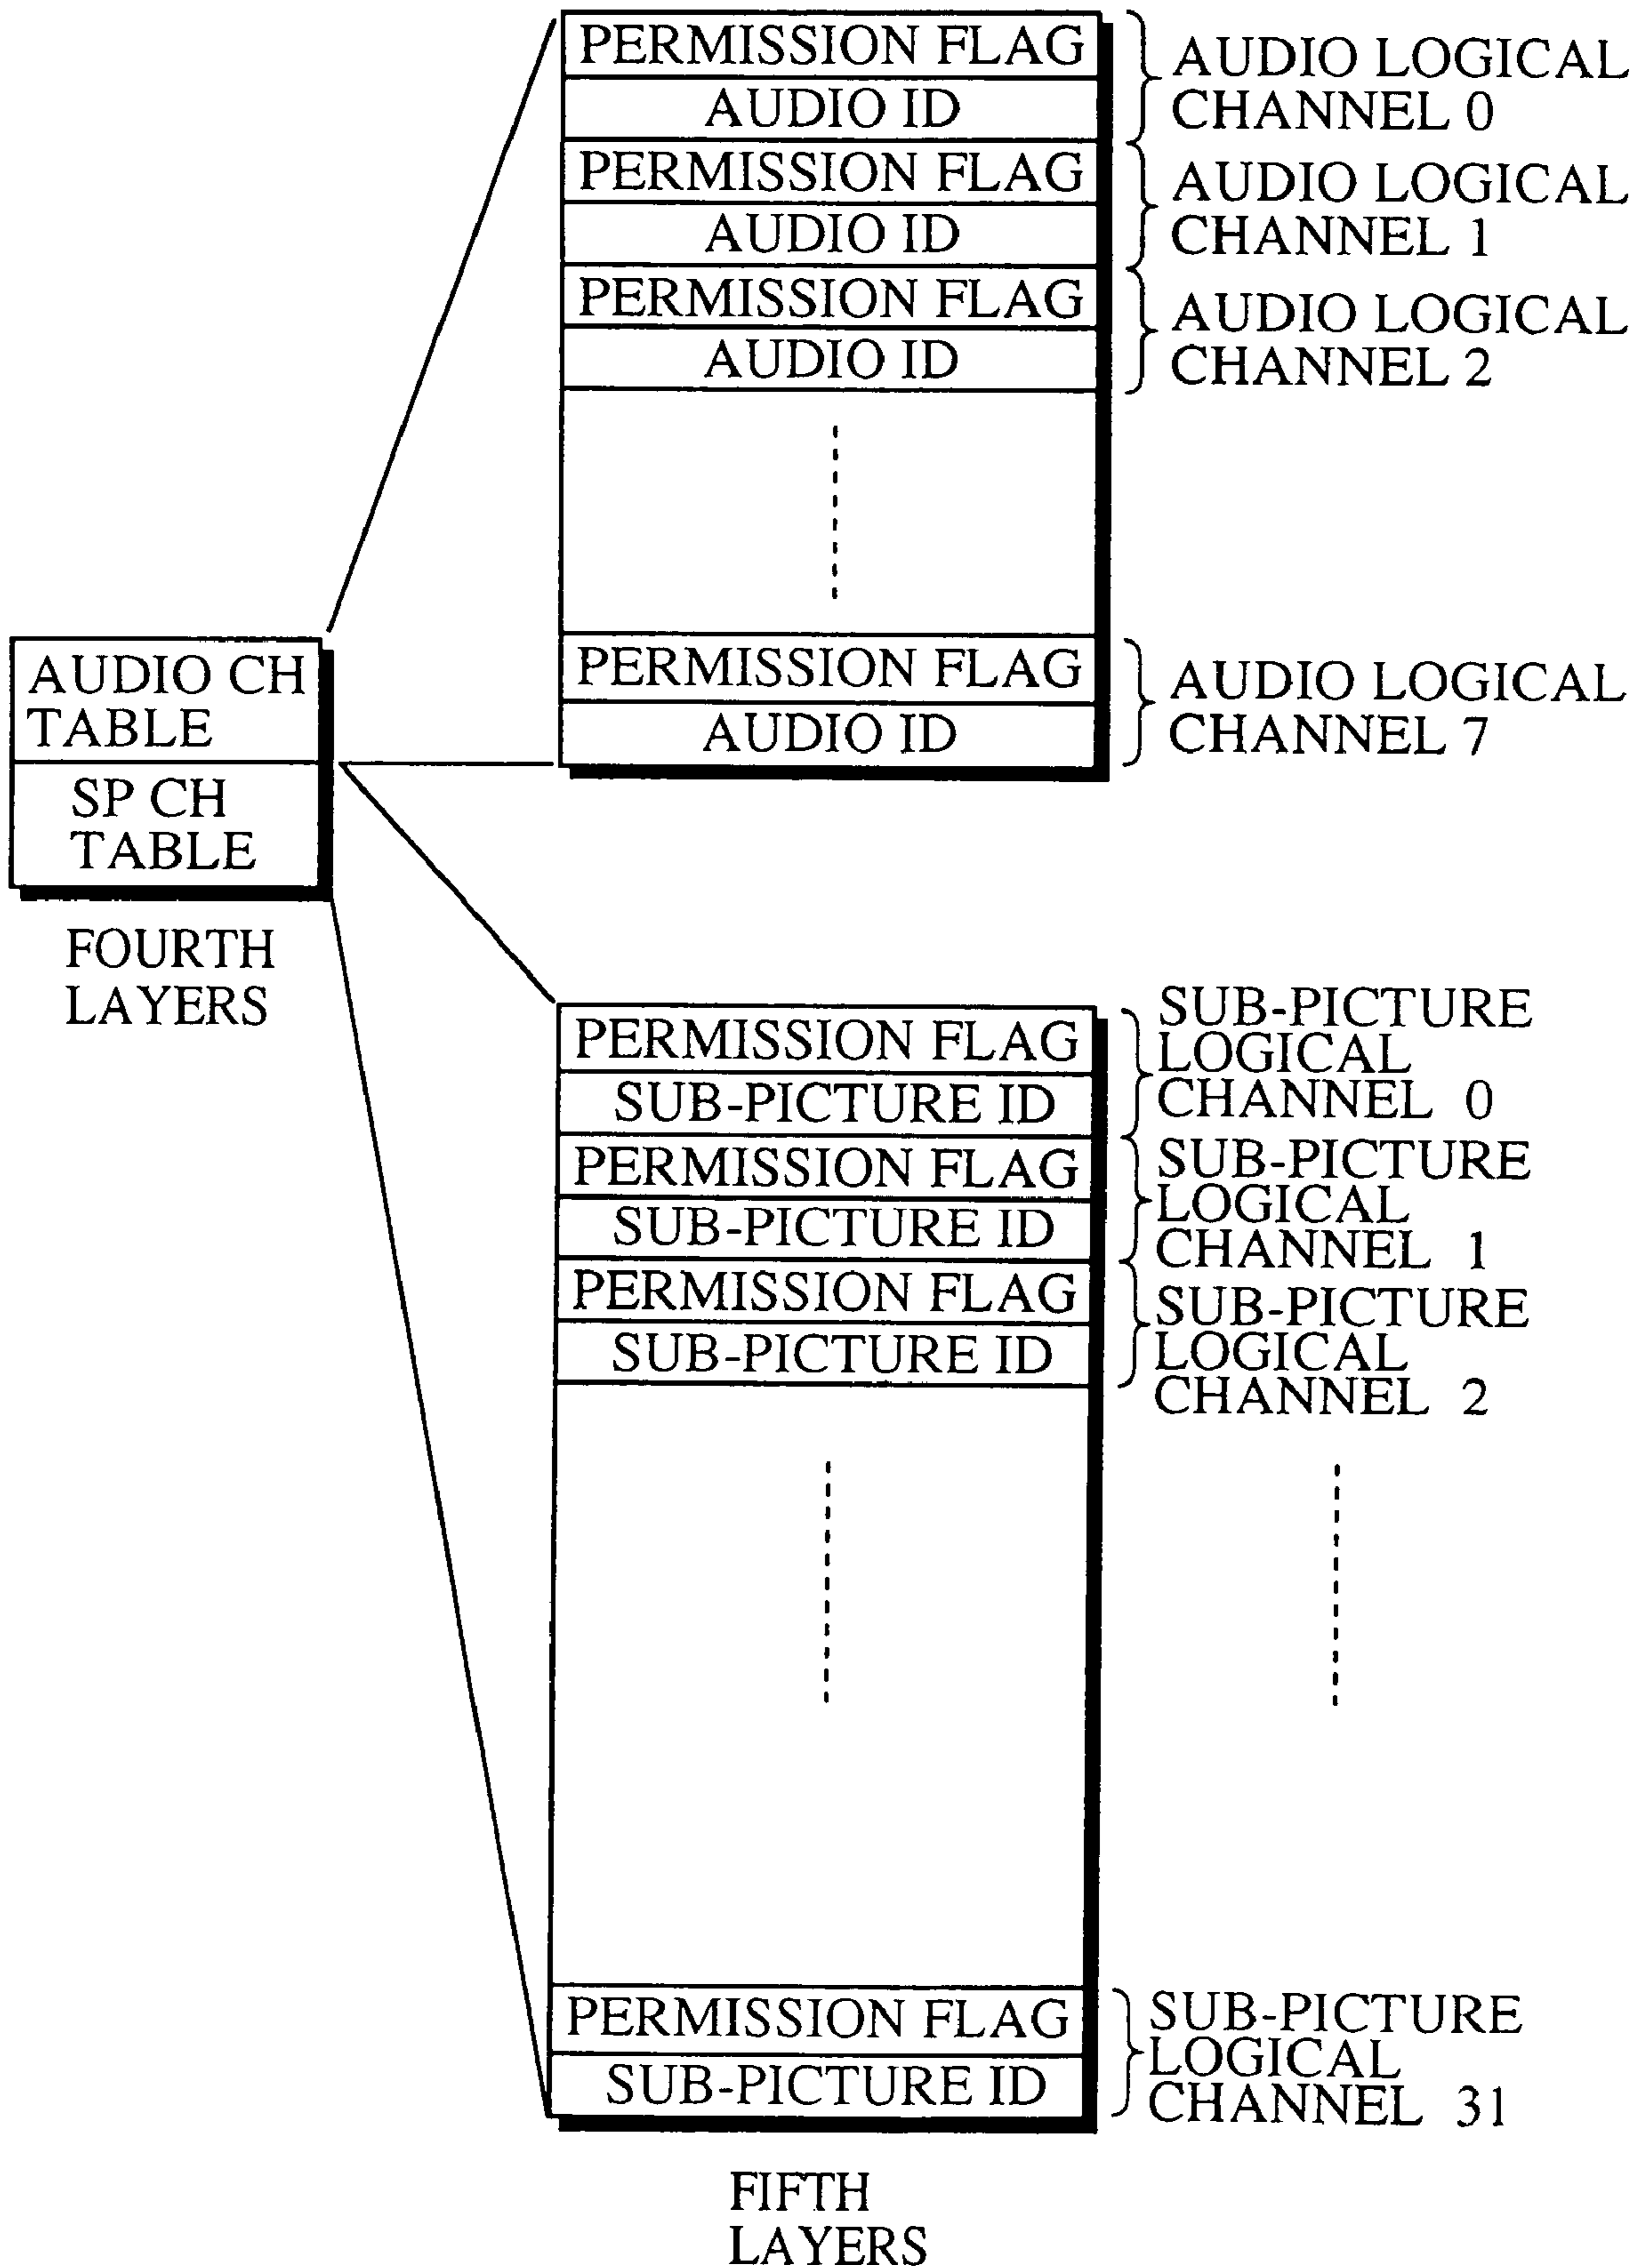 PERMISSION FLAG
AUDIO ID
PERMISSION FLAG
AUDIO ID
PERMISSION FLAG
AUDIO ID
PERMISSION FLAG
AUDIO ID
AUDIO LOGICAL
CHANNEL 0
AUDIO LOGICAL
CHANNEL 1
AUDIO LOGICAL
CHANNEL 2
AUDIO LOGICAL
CHANNEL 7
AUDIO CH
TABLE
SP CH
TABLE
FOURTH
LAYERS
PERMISSION FLAG
SUB-PICTURE ID
PERMISSION FLAG
SUB-PICTURE ID
PERMISSION FLAG
SUB-PICTURE ID
PERMISSION FLAG
SUB-PICTURE ID
SUB-PICTURE
LOGICAL
CHANNEL 0
SUB-PICTURE
LOGICAL
CHANNEL 1
SUB-PICTURE
LOGICAL
CHANNEL 2
SUB-PICTURE
LOGICAL
CHANNEL 31
FIFTH
LAYERS